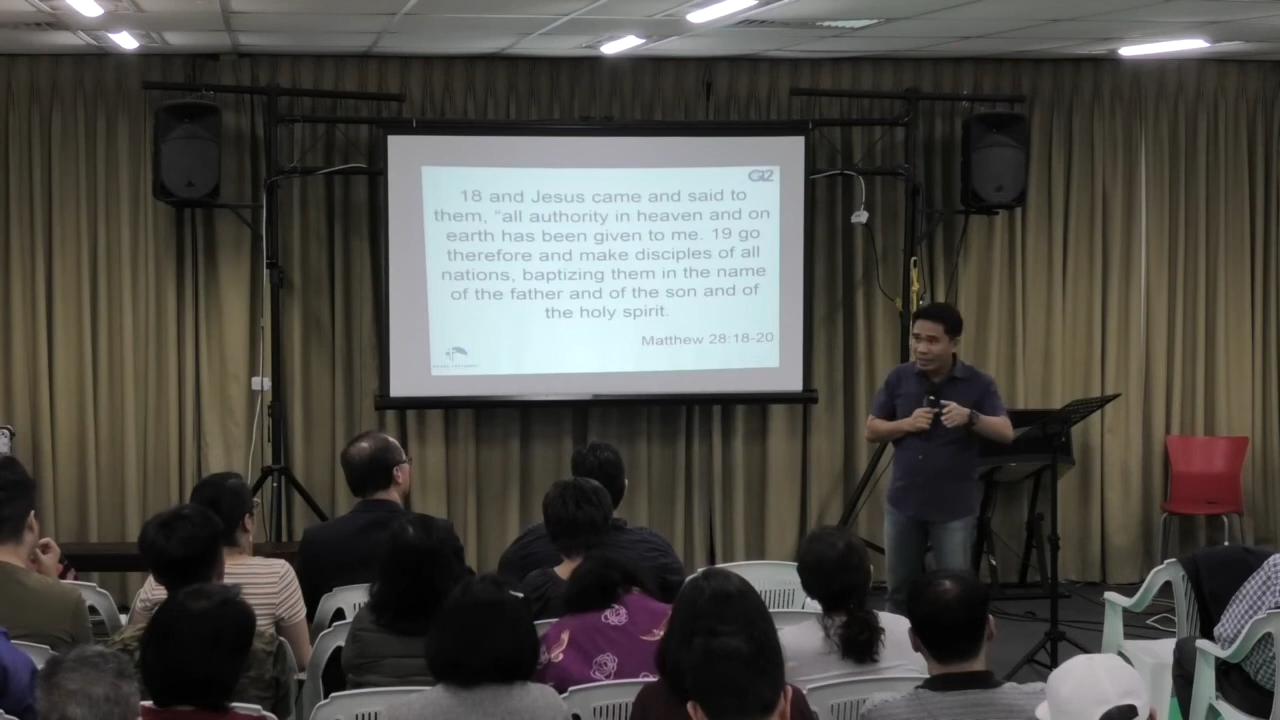 G12
18 and Jesus came and said to
them, "all authority in heaven and on
earth has been given to me. 19 go
therefore and make disciples of all
nations, baptizing them in the name
of the father and of the son and of
the holy spirit.
Matthew 28:18-20